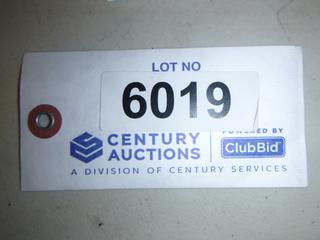 LOT NO
6019
CENTURY AUCTIONS
POWERED BY
ClubBid
A DIVISION OF CENTURY SERVICES